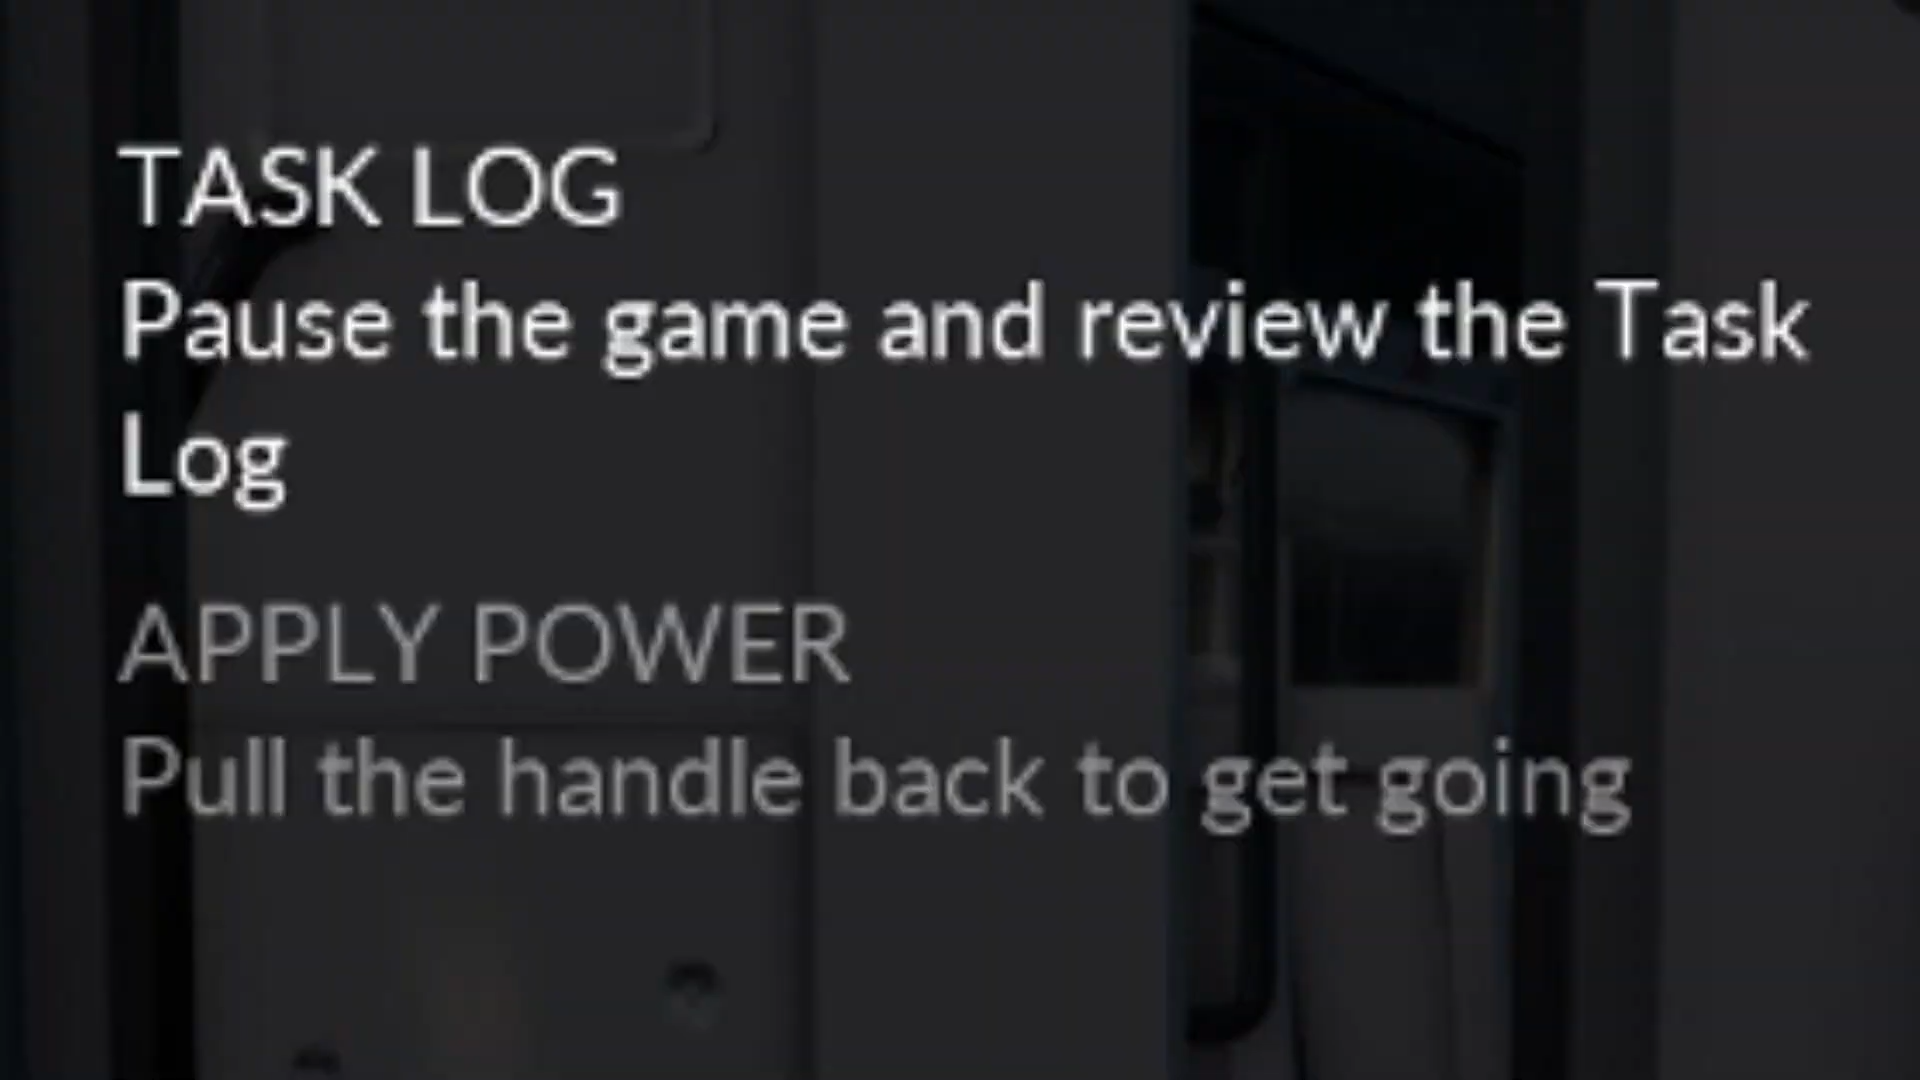 TASK LOG
Pause the game and review the Task
Log
APPLY POWER
Pull the handle back to get going